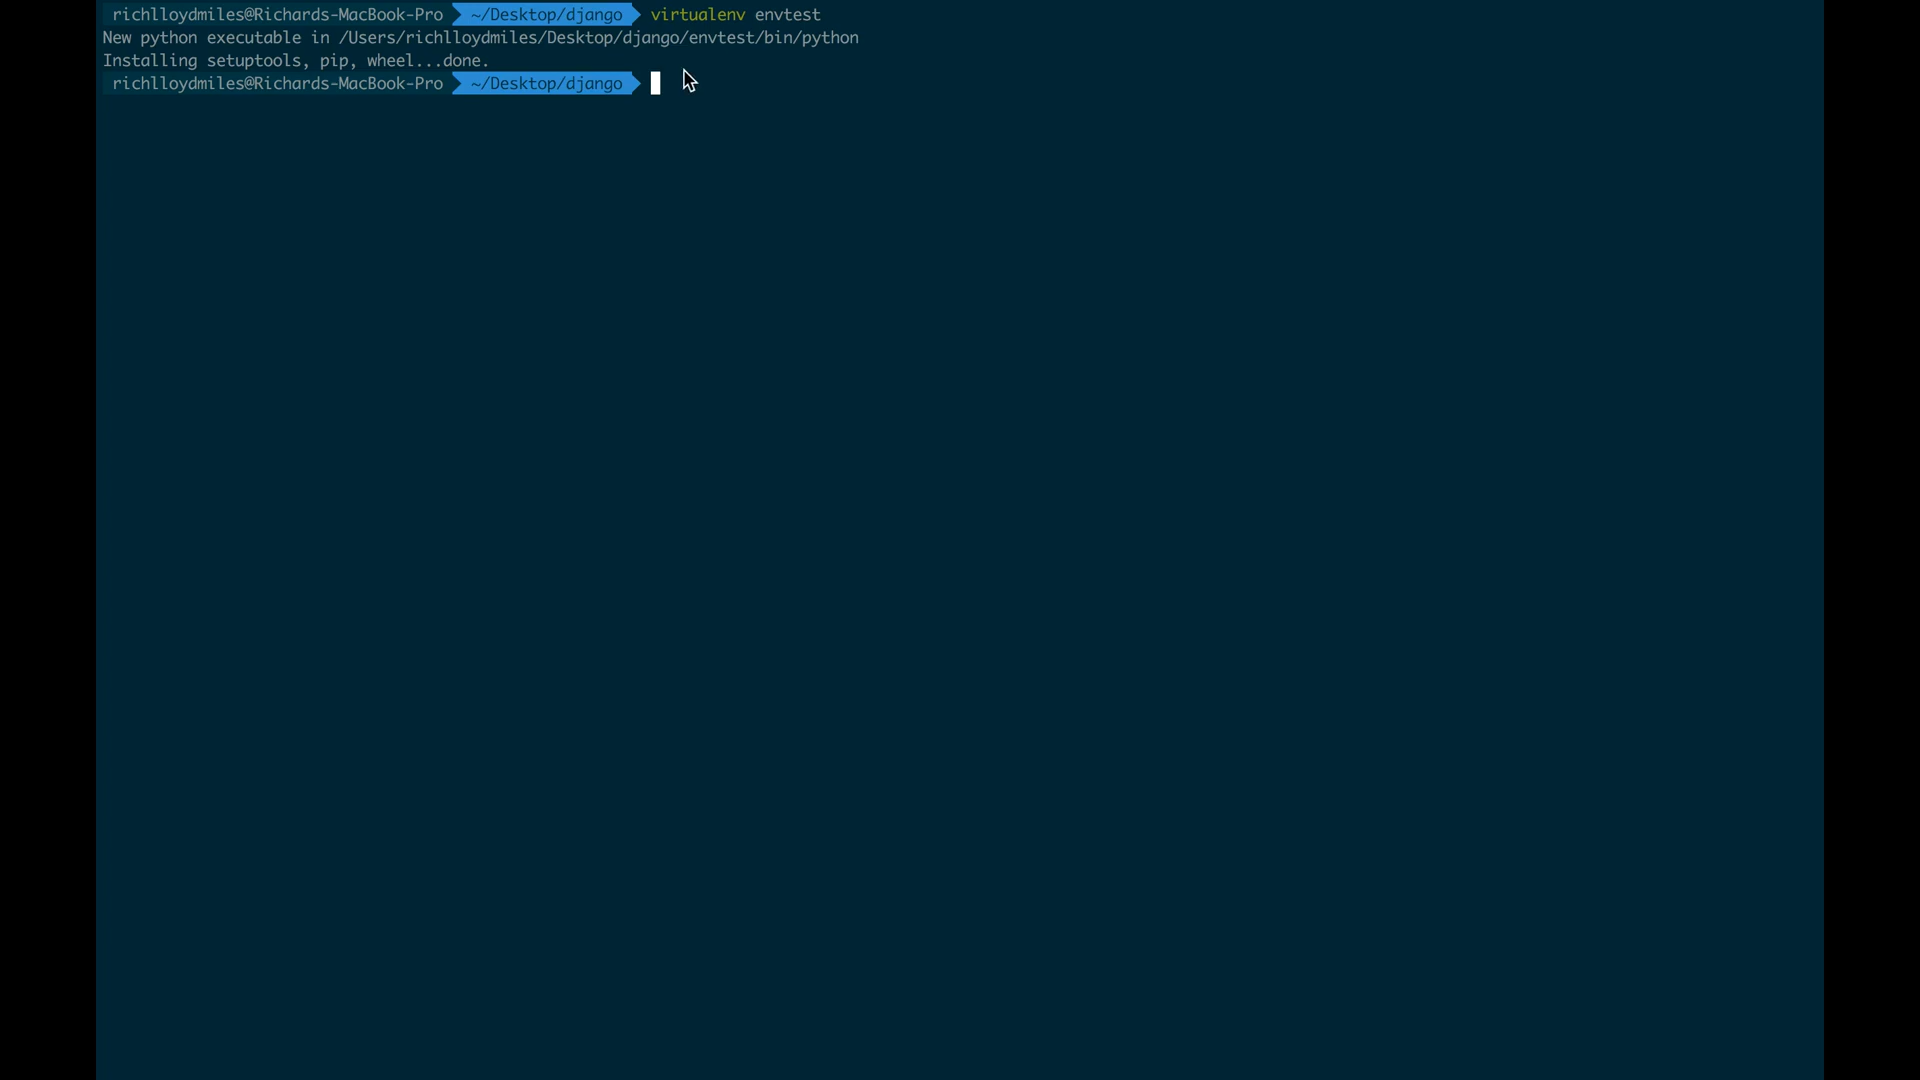 richlloydmiles@Richards-MacBook-Pro ~/Desktop/django virtualenv envtest
New python executable in /Users/richlloydmiles/Desktop/django/envtest/bin/python
Installing setuptools, pip, wheel...done.
richlloydmiles@Richards-MacBook-Pro ~/Desktop/django